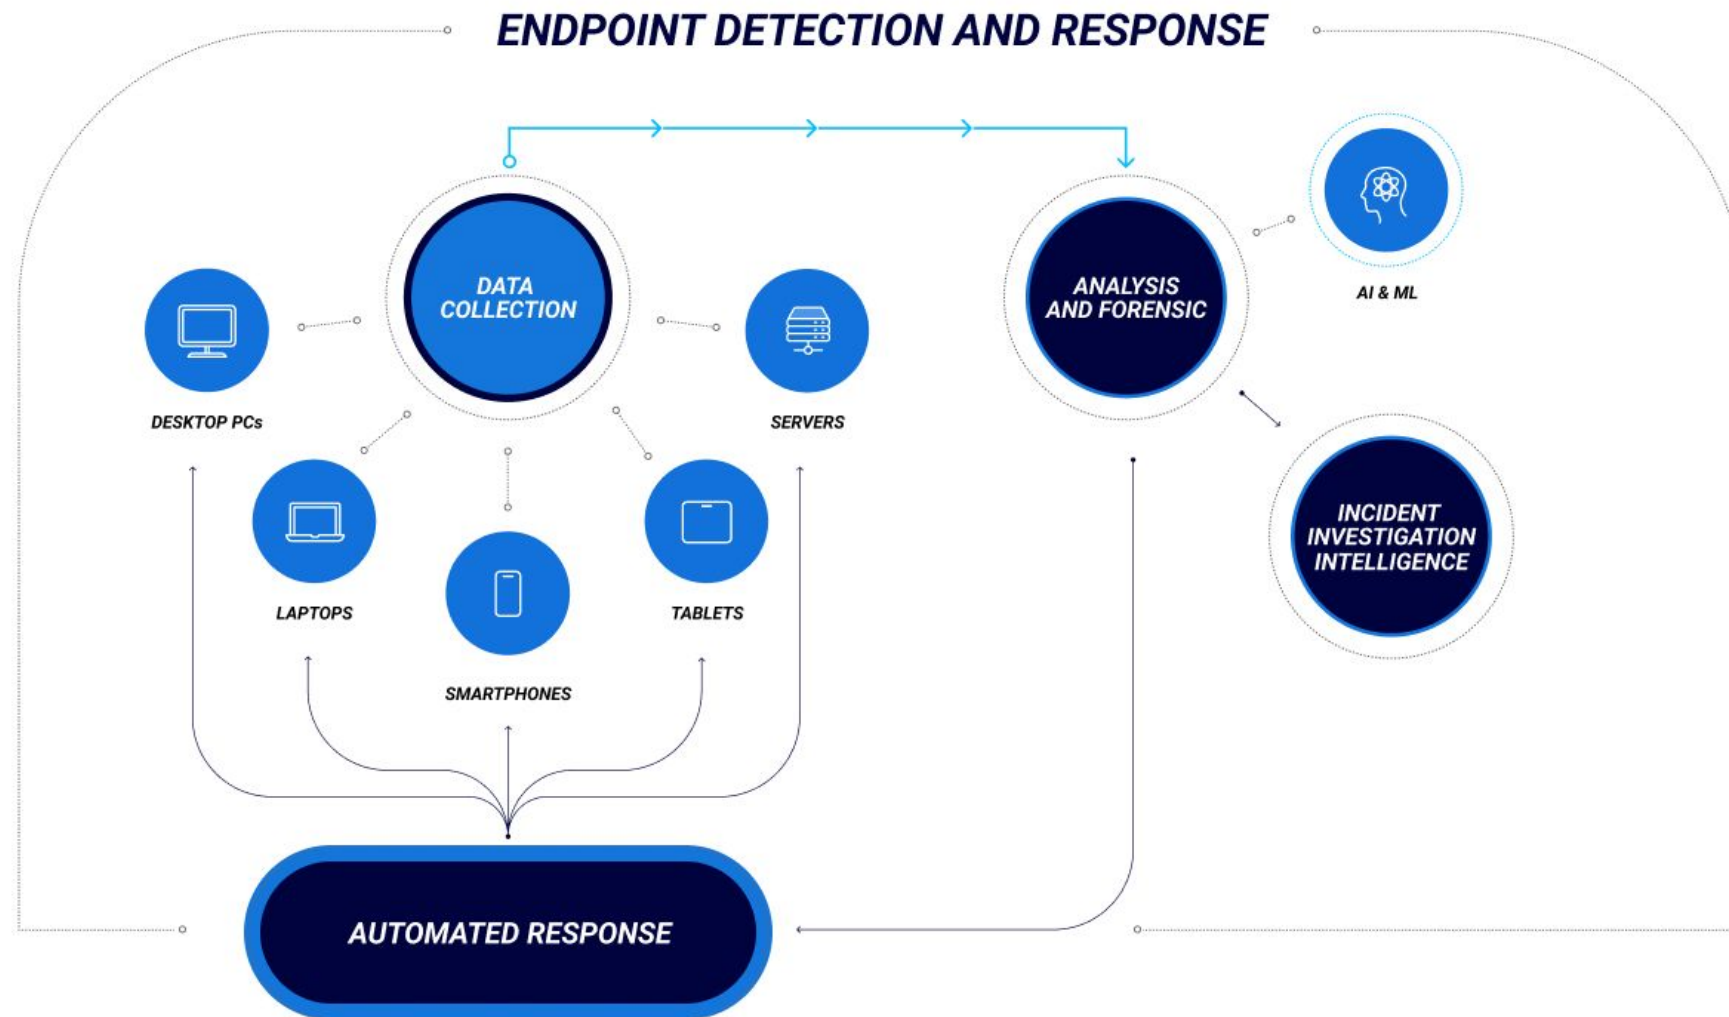 ENDPOINT DETECTION AND RESPONSE
DATA
COLLECTION
ANALYSIS
AND FORENSIC
AI & ML
DESKTOP PCs
SERVERS
LAPTOPS
TABLETS
SMARTPHONES
INCIDENT
INVESTIGATION
INTELLIGENCE
AUTOMATED RESPONSE